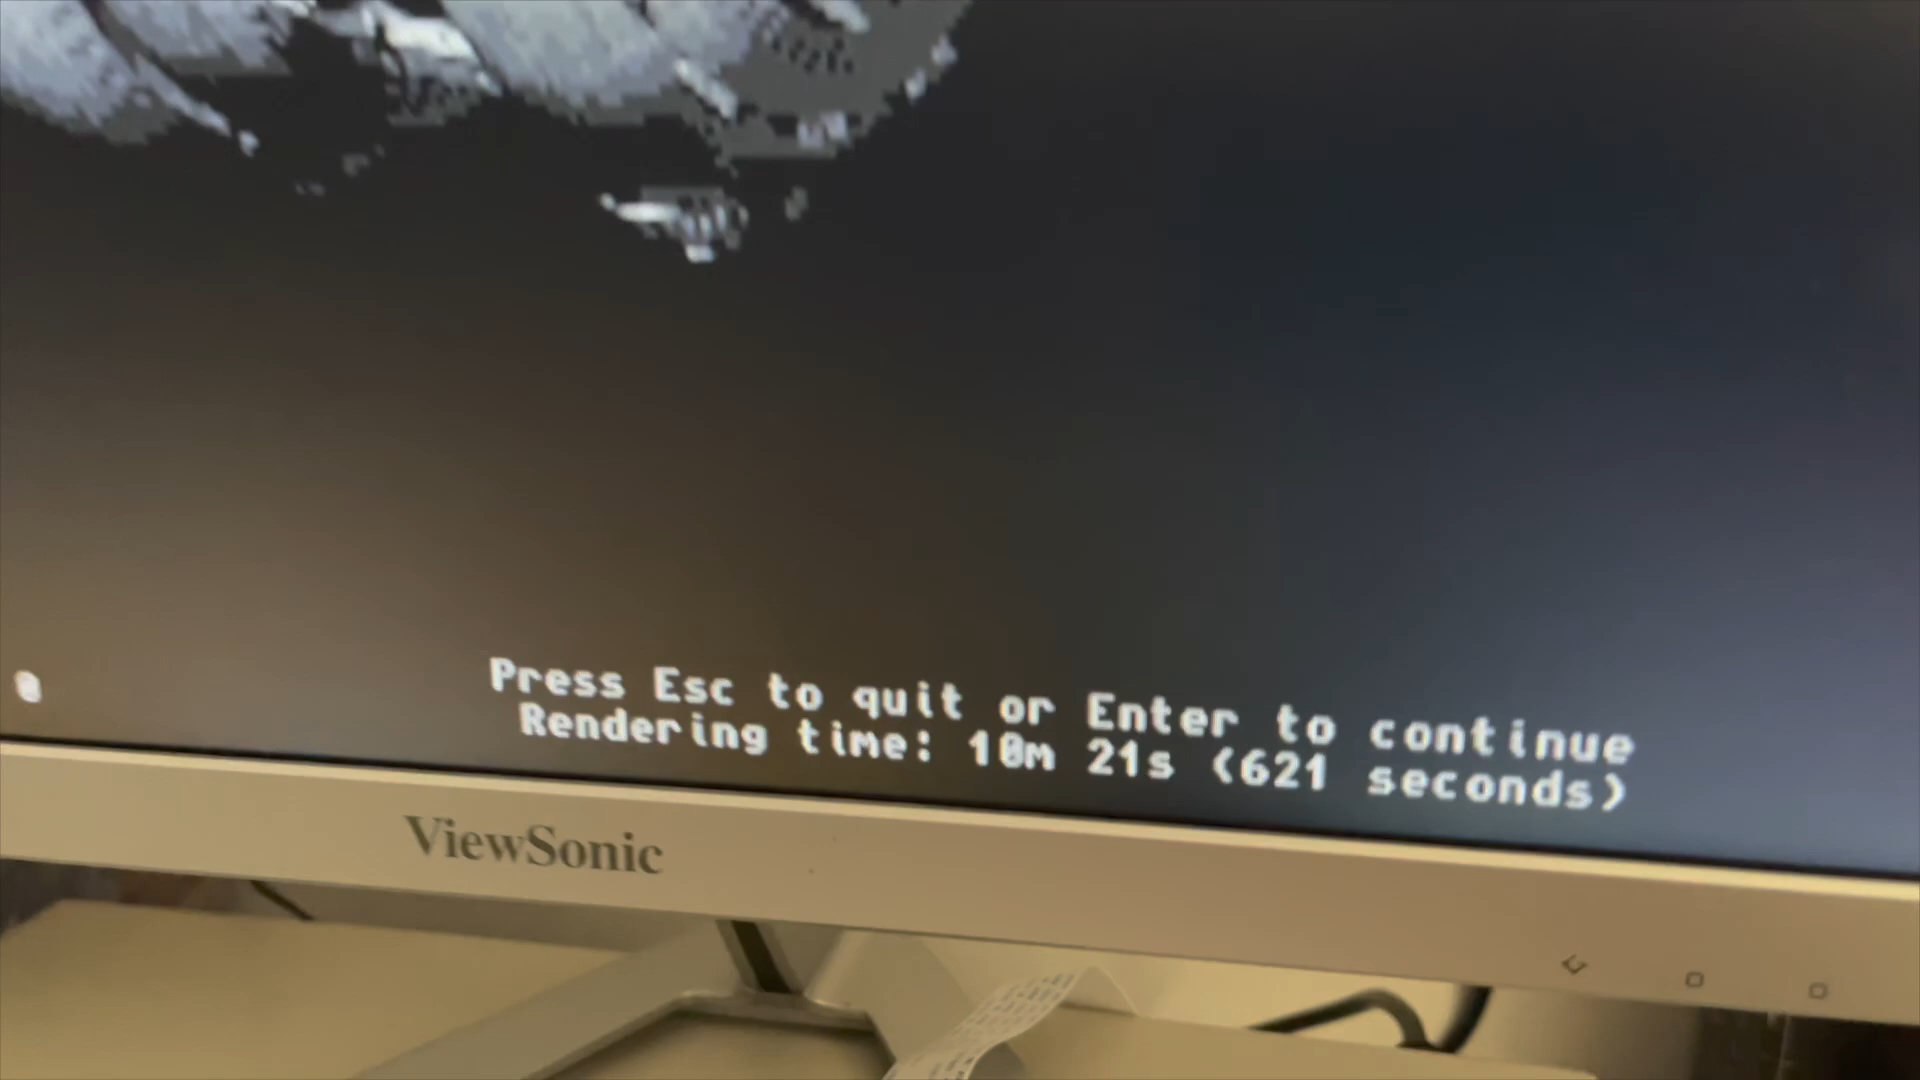 Press Esc to quit or Enter to continue
Rendering time: 10m 21s (621 seconds)
ViewSonic